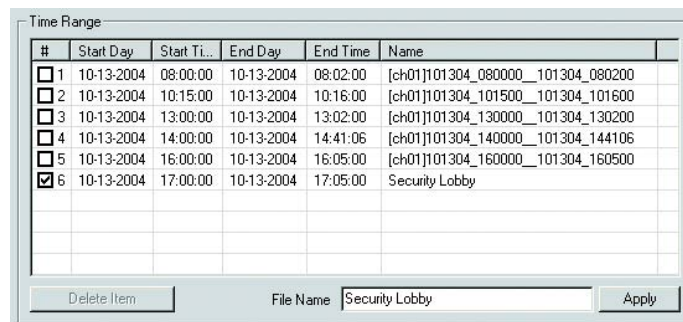 Time Range
# Start Day Start Ti... End Day End Time Name
1 10-13-2004 08:00:00 10-13-2004 08:02:00 [ch01]101304_080000__101304_080200
2 10-13-2004 10:15:00 10-13-2004 10:16:00 [ch01]101304_101500__101304_101600
3 10-13-2004 13:00:00 10-13-2004 13:02:00 [ch01]101304_130000__101304_130200
4 10-13-2004 14:00:00 10-13-2004 14:41:06 [ch01]101304_140000__101304_144106
5 10-13-2004 16:00:00 10-13-2004 16:05:00 [ch01]101304_160000__101304_160500
6 10-13-2004 17:00:00 10-13-2004 17:05:00 Security Lobby
Delete Item File Name Security Lobby Apply